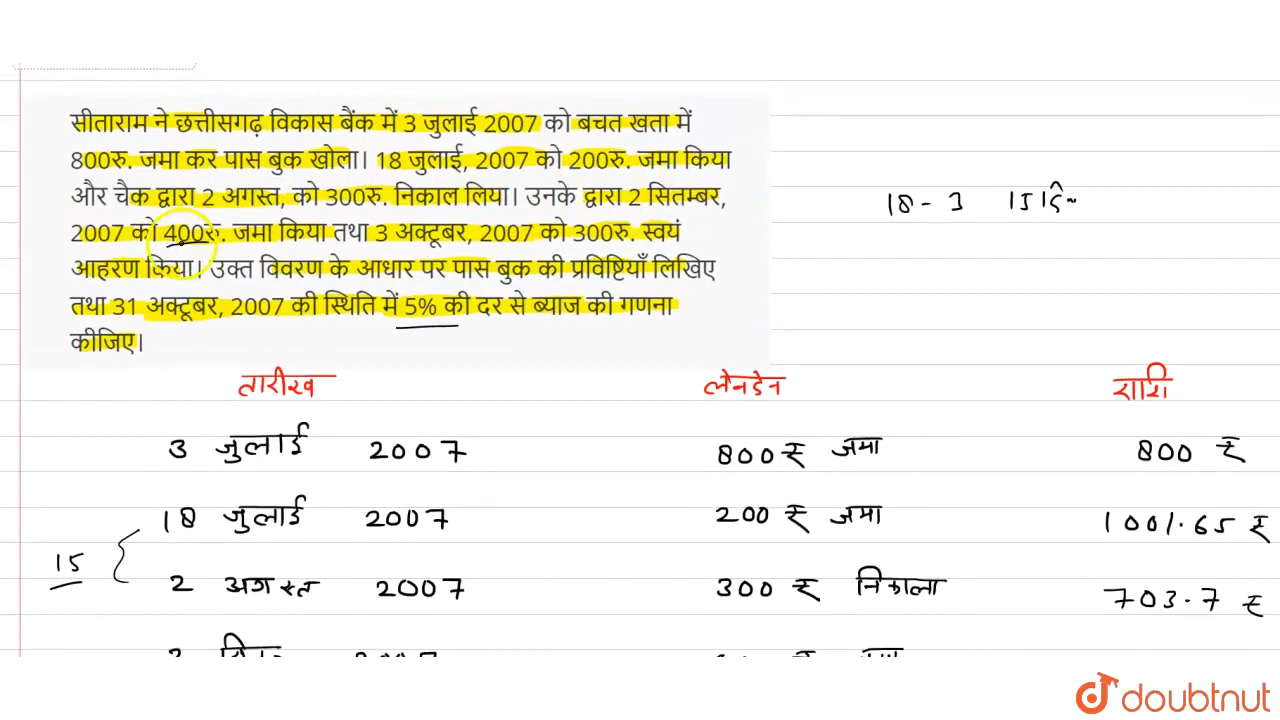 सीताराम ने छत्तीसगढ़ विकास बैंक में 3 जुलाई 2007 को बचत खता में
800रु. जमा कर पास बुक खोला। 18 जुलाई, 2007 को 200रु. जमा किया
और चैक द्वारा 2 अगस्त, को 300रु. निकाल लिया। उनके द्वारा 2 सितम्बर,
2007 को 400रु. जमा किया तथा 3 अक्टूबर, 2007 को 300रु. स्वयं
आहरण किया। उक्त विवरण के आधार पर पास बुक की प्रविष्टियाँ लिखिए
तथा 31 अक्टूबर, 2007 की स्थिति में 5% की दर से ब्याज की गणना
कीजिए।
18 - 3 15 दिन
तारीख लेनदेन राशि
3 जुलाई 2007 800 ₹ जमा 800 ₹
18 जुलाई 2007 200 ₹ जमा 1001.65 ₹
15
2 अगस्त 2007 300 ₹ निकाला 703.7 ₹
doubtnut